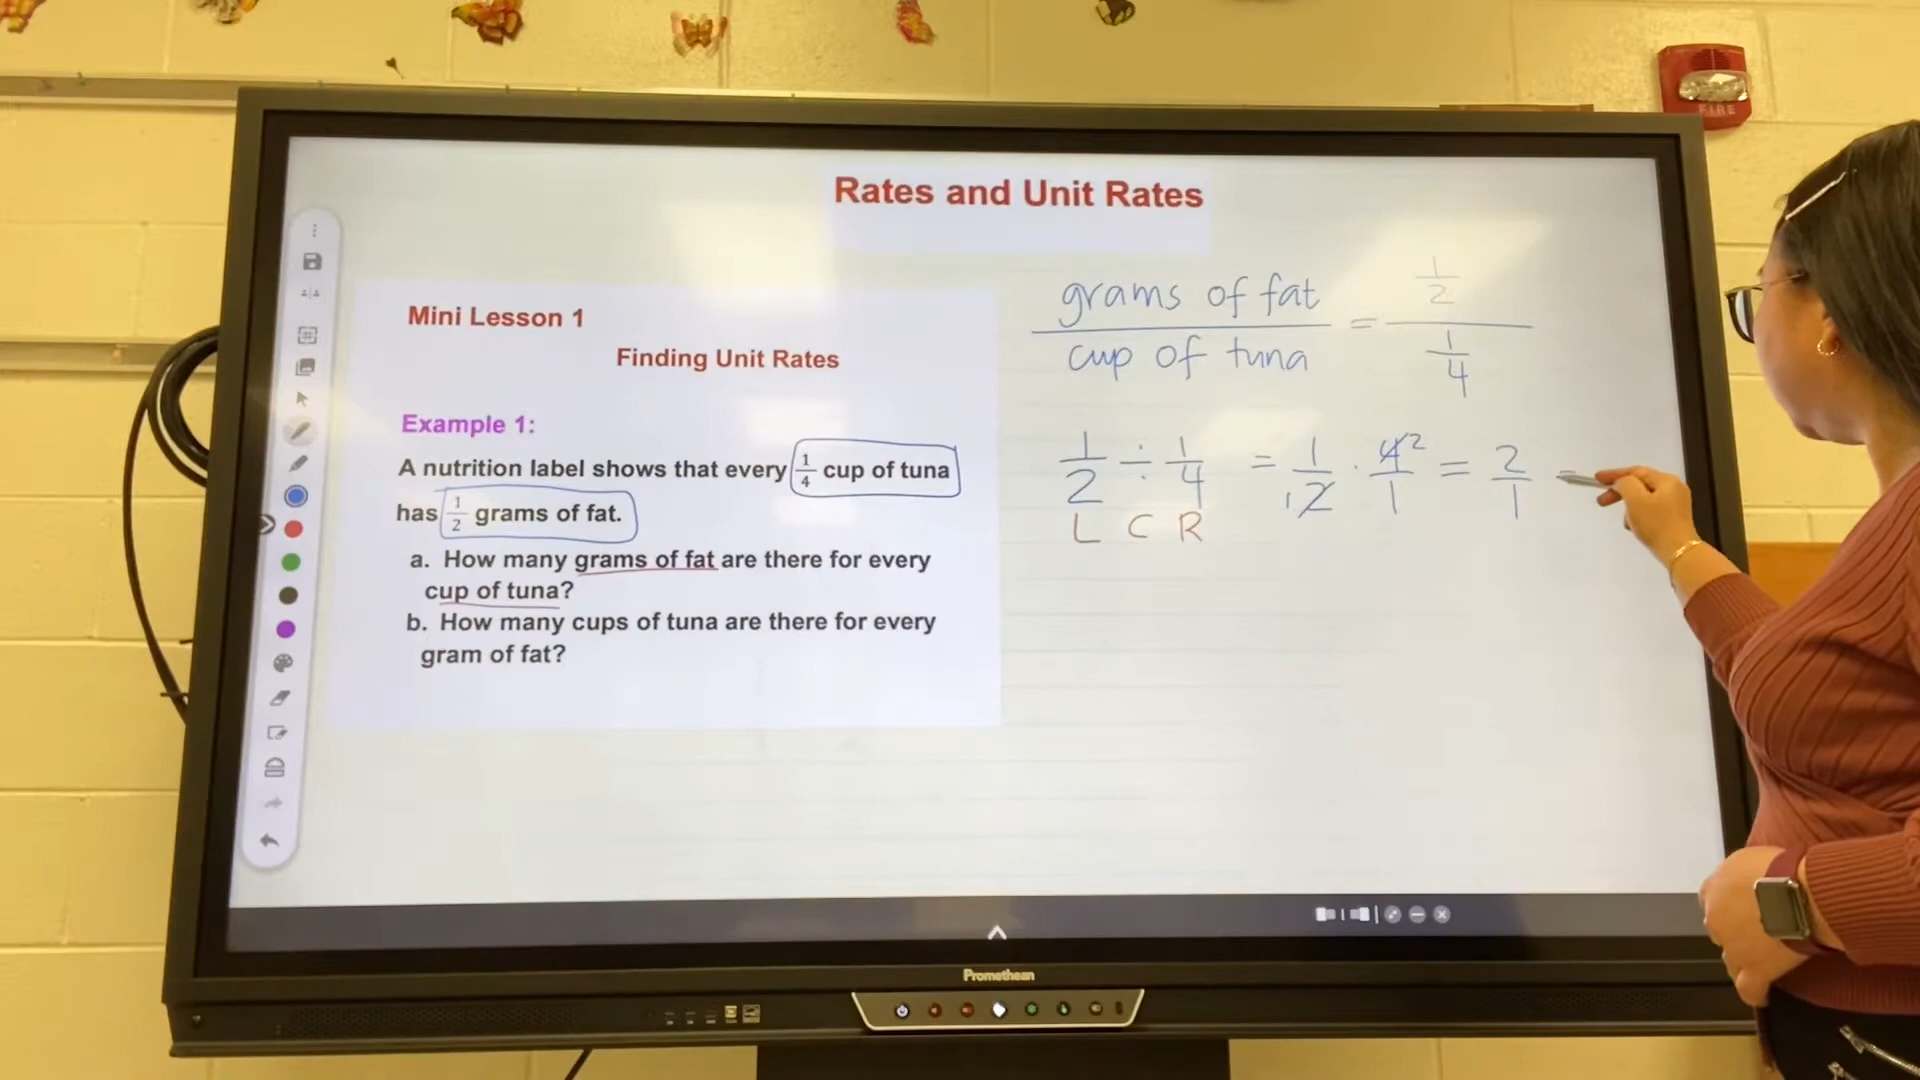 FIRE
Rates and Unit Rates
Mini Lesson 1
Finding Unit Rates
Example 1:
A nutrition label shows that every 1/4 cup of tuna
has 1/2 grams of fat.
a. How many grams of fat are there for every
cup of tuna?
b. How many cups of tuna are there for every
gram of fat?
grams of fat / cup of tuna = 1/2 / 1/4
1/2 ÷ 1/4 = 1/2 1 · 4 2/1 = 2/1 =
L C R
Promethean